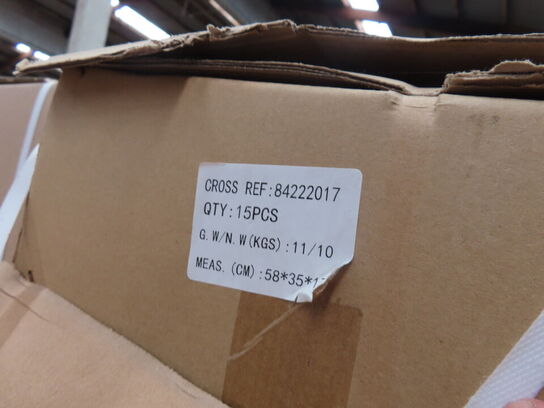 CROSS REF:84222017
QTY:15PCS
G.W/N.W(KGS):11/10
MEAS.(CM):58*35*